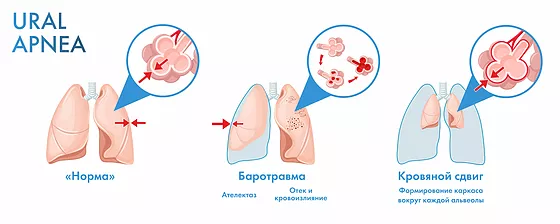 URAL
APNEA
«Норма»
Баротравма
Ателектаз
Отек и
кровоизлияние
Кровяной сдвиг
Формирование каркаса
вокруг каждой альвеолы